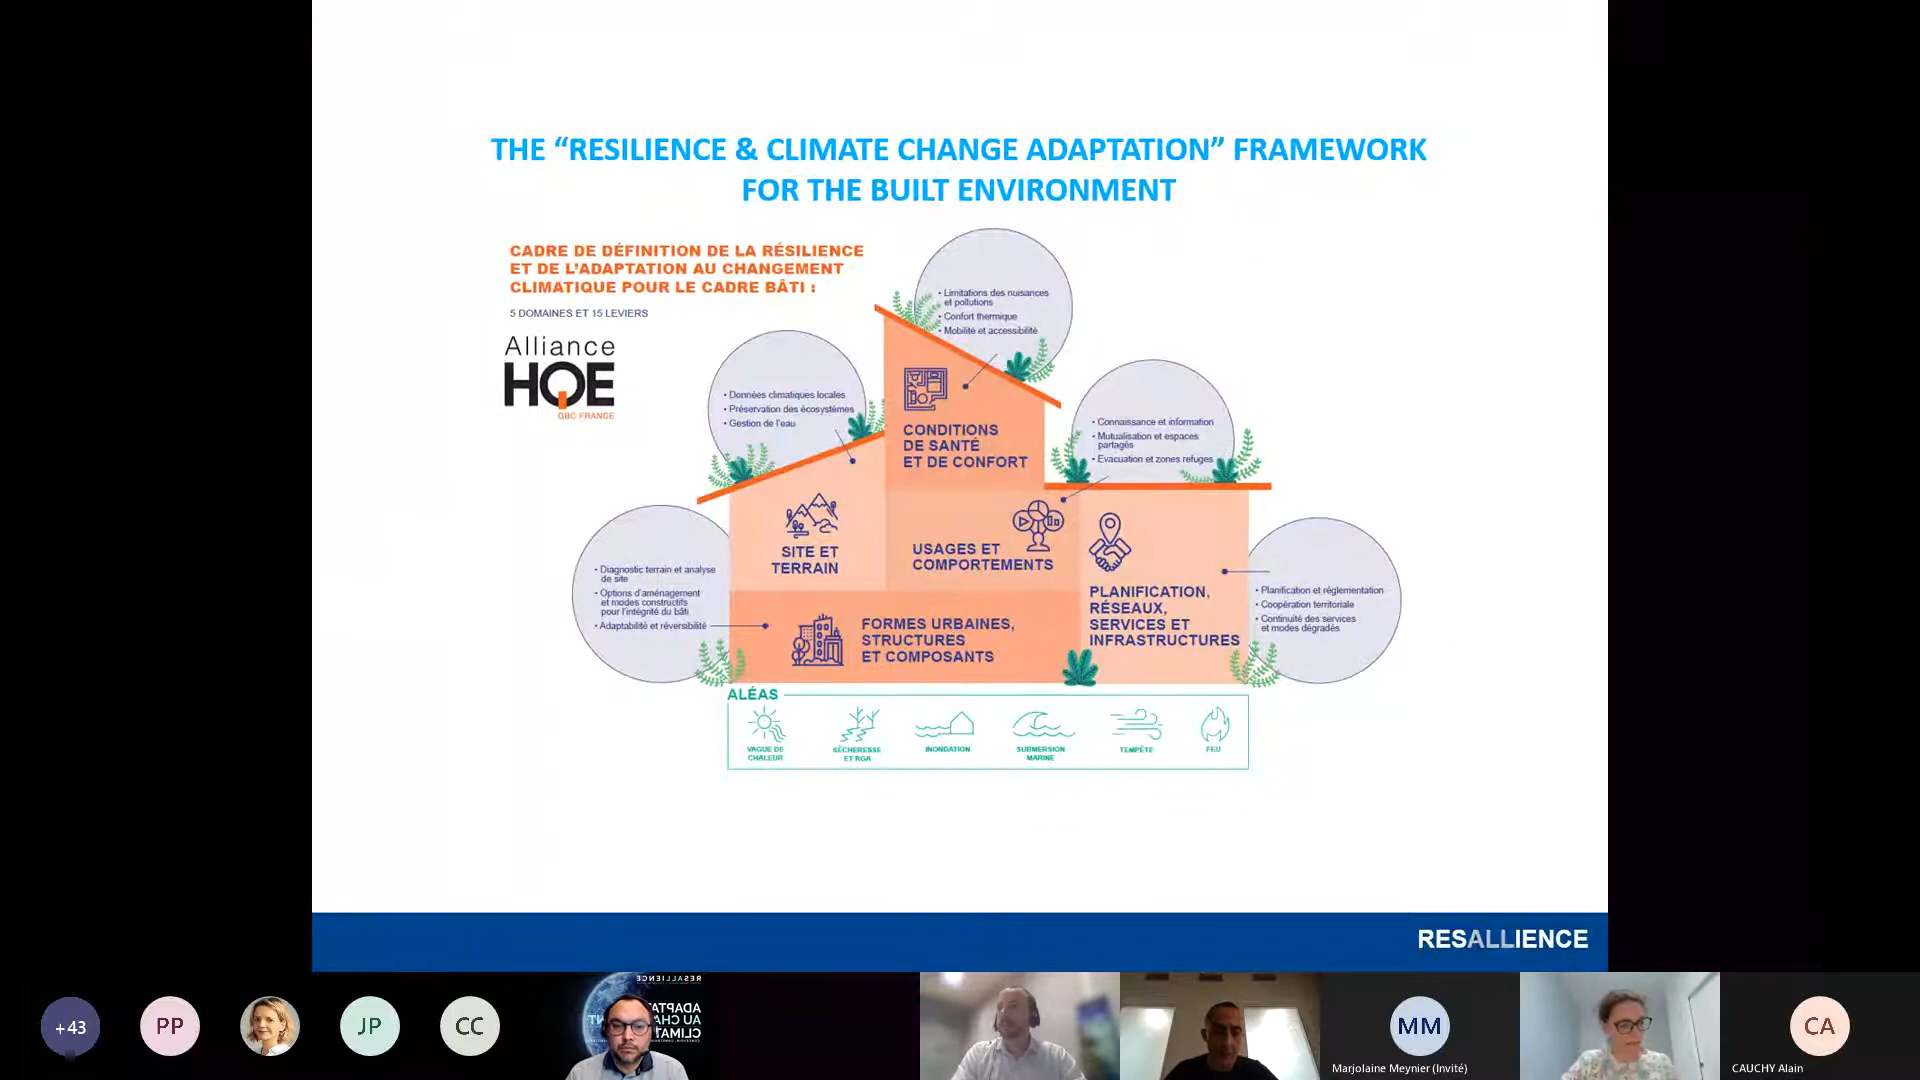 THE “RESILIENCE & CLIMATE CHANGE ADAPTATION” FRAMEWORK
FOR THE BUILT ENVIRONMENT
CADRE DE DÉFINITION DE LA RÉSILIENCE
ET DE L’ADAPTATION AU CHANGEMENT
CLIMATIQUE POUR LE CADRE BÂTI :
5 DOMAINES ET 15 LEVIERS
Alliance
HQE
GBC FRANCE
• Limitations des nuisances
et pollutions
• Confort thermique
• Mobilité et accessibilité
• Données climatiques locales
• Préservation des écosystèmes
• Gestion de l’eau
• Connaissance et information
• Mutualisation et espaces
partagés
• Evacuation et zones refuges
CONDITIONS
DE SANTÉ
ET DE CONFORT
SITE ET
TERRAIN
USAGES ET
COMPORTEMENTS
• Diagnostic terrain et analyse
de site
• Options d’aménagement
et modes constructifs
pour l’intégrité du bâti
• Adaptabilité et réversibilité
FORMES URBAINES,
STRUCTURES
ET COMPOSANTS
PLANIFICATION,
RÉSEAUX,
SERVICES ET
INFRASTRUCTURES
• Planification et réglementation
• Coopération territoriale
• Continuité des services
et modes dégradés
ALÉAS
VAGUE DE
CHALEUR
SÉCHERESSE
ET RGA
INONDATION
SUBMERSION
MARINE
TEMPÊTE
FEU
RESALLIENCE
+43
PP
JP
CC
RESALLIENCE
ADAPTAT
AU CHA
CLIMAT
MM
Marjolaine Meynier (Invité)
CA
CAUCHY Alain